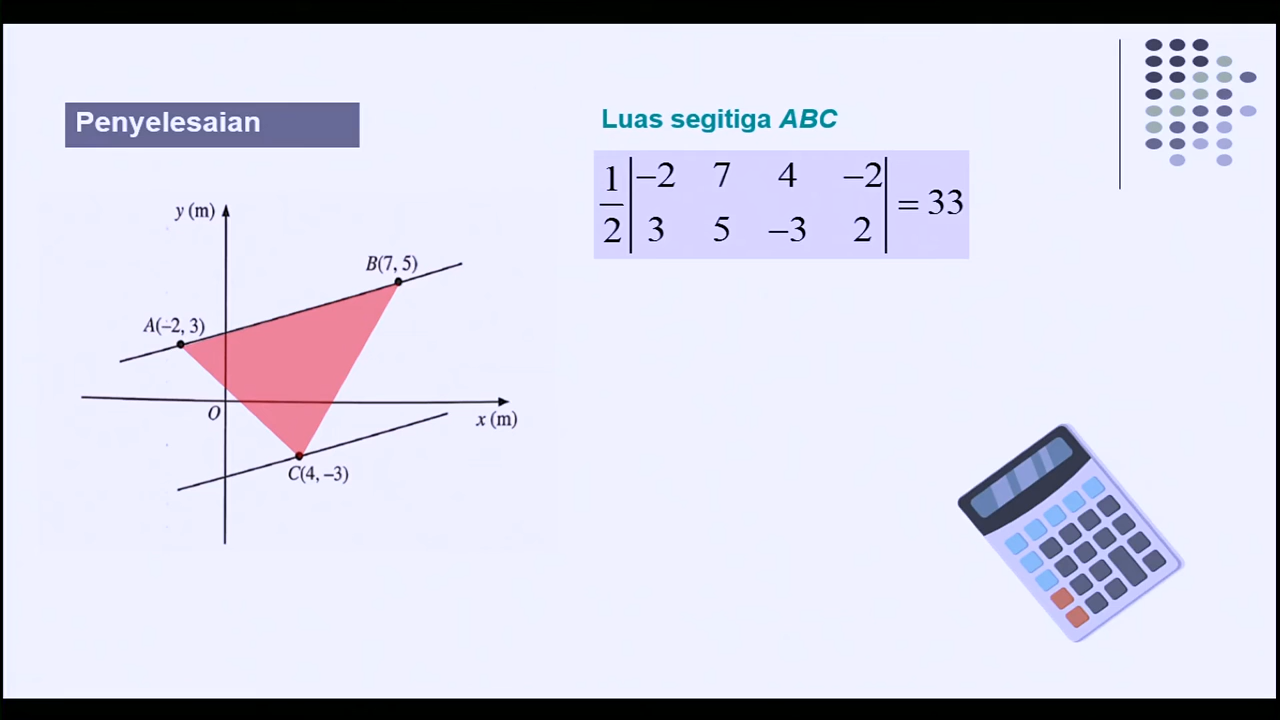 Penyelesaian
Luas segitiga ABC
1/2 |−2 7 4 −2
3 5 −3 2| = 33
y (m)
B(7, 5)
A(−2, 3)
O
x (m)
C(4, −3)